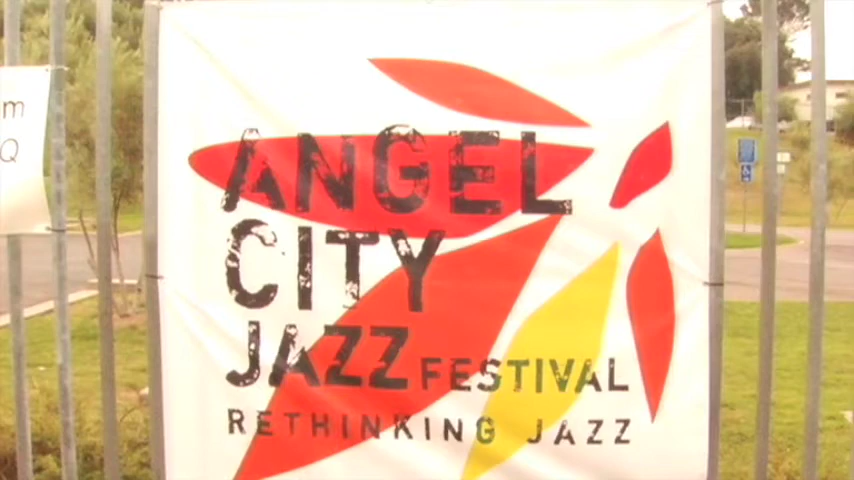 m
Q
ANGEL
CITY
JAZZ FESTIVAL
RETHINKING JAZZ